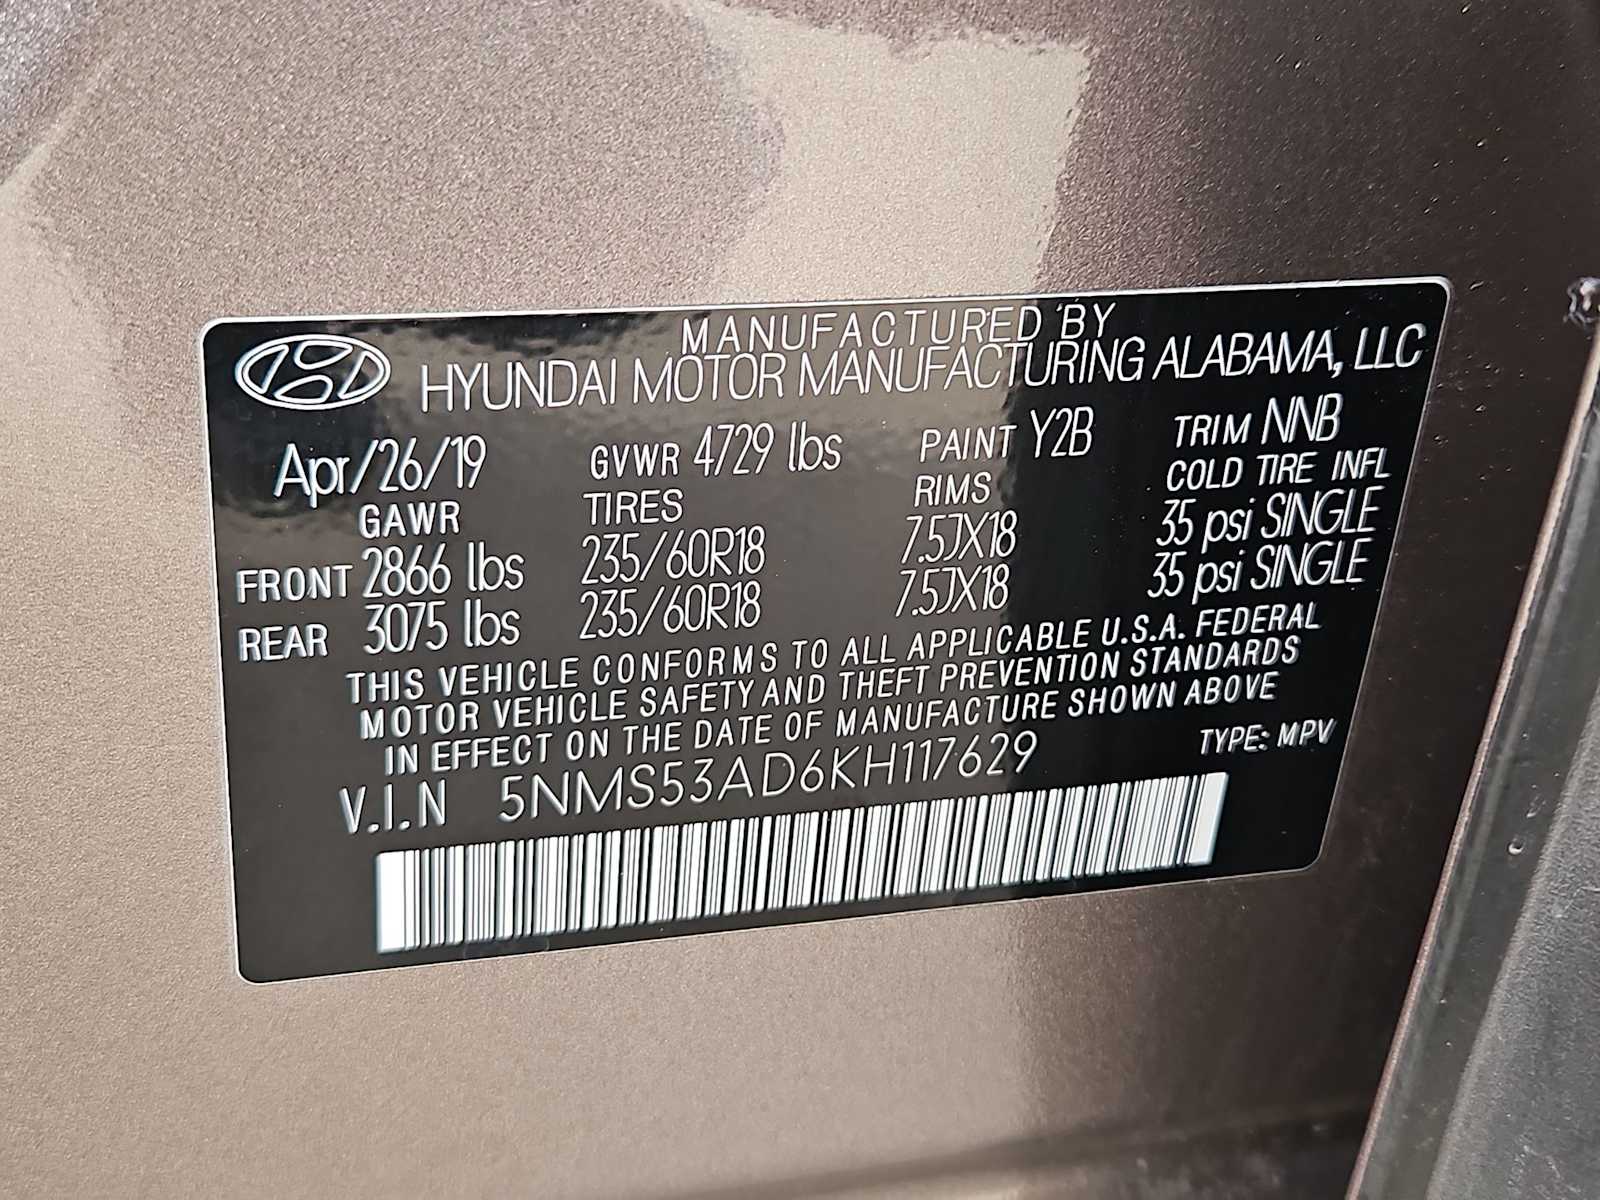 MANUFACTURED BY
HYUNDAI MOTOR MANUFACTURING ALABAMA, LLC
Apr/26/19 GVWR 4729 lbs PAINT Y2B TRIM NNB
GAWR TIRES RIMS COLD TIRE INFL
FRONT 2866 lbs 235/60R18 7.5JX18 35 psi SINGLE
REAR 3075 lbs 235/60R18 7.5JX18 35 psi SINGLE
THIS VEHICLE CONFORMS TO ALL APPLICABLE U.S.A. FEDERAL
MOTOR VEHICLE SAFETY AND THEFT PREVENTION STANDARDS
IN EFFECT ON THE DATE OF MANUFACTURE SHOWN ABOVE
V.I.N 5NMS53AD6KH117629 TYPE: MPV